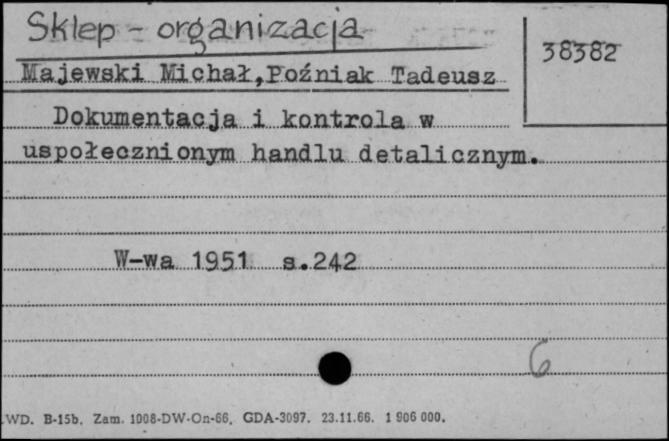 Sklep - organizacja
38382
Majewski Michał,Poźniak Tadeusz
Dokumentacja i kontrola w
uspołecznionym handlu detalicznym.
W-wa 1951 s.242
6
WD. B-15b. Zam. 1008-DW-On-66. GDA-3097. 23.11.66. 1 906 000.